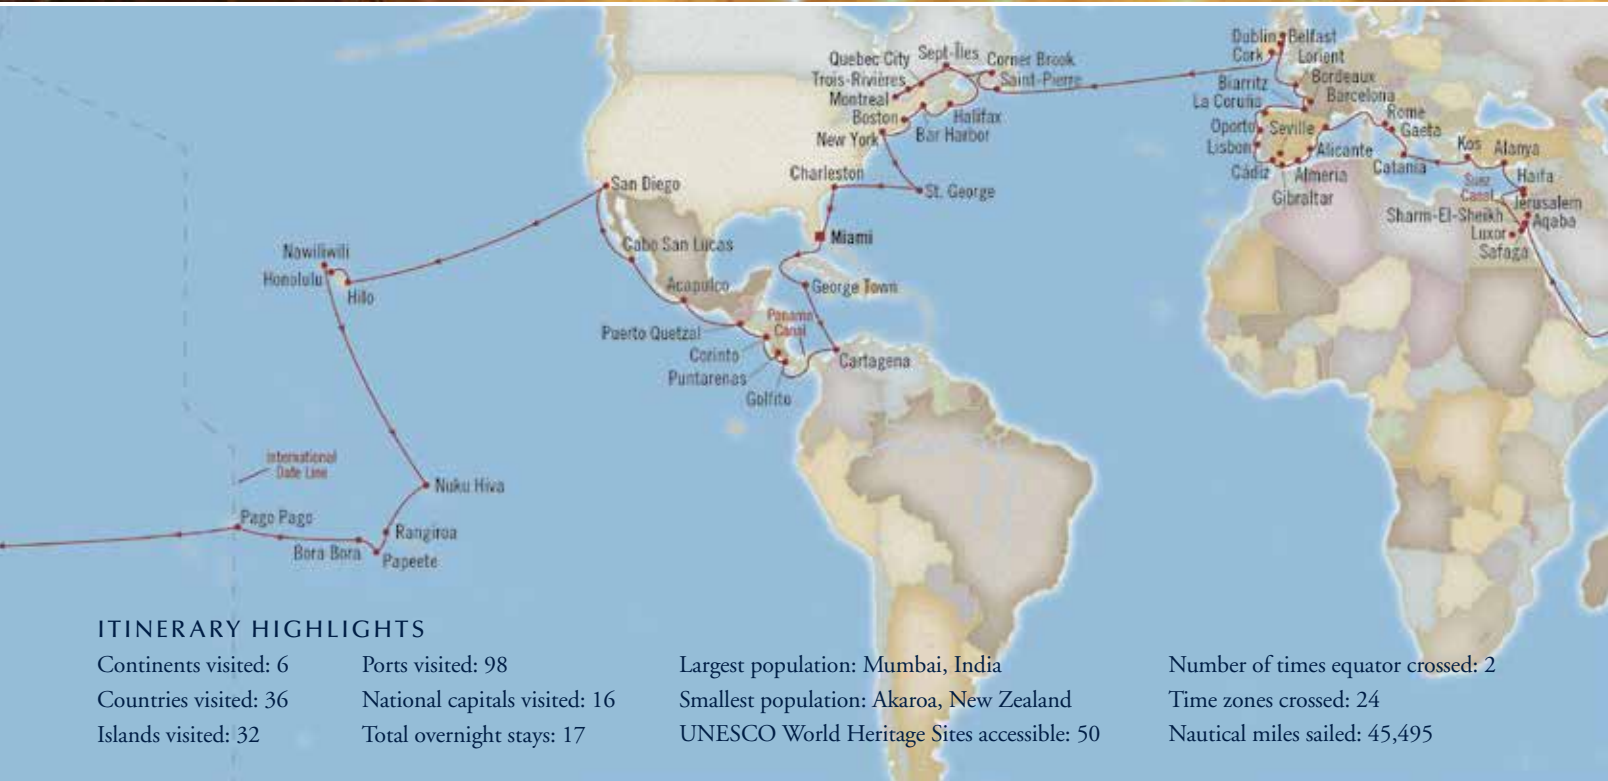 Dublin
Belfast
Cork
Lorient
Quebec City
Sept-Îles
Corner Brook
Trois-Rivières
Saint-Pierre
Biarritz
Bordeaux
Montreal
La Coruña
Barcelona
Boston
Halifax
Rome
New York
Bar Harbor
Oporto
Seville
Gaeta
Lisbon
Alicante
Kos
Alanya
Charleston
Cádiz
Almeria
Catania
Haifa
San Diego
St. George
Gibraltar
Suez
Canal
Jerusalem
Sharm-El-Sheikh
Aqaba
Miami
Luxor
Cabo San Lucas
Safaga
Nawiliwili
Honolulu
Hilo
Acapulco
George Town
Panama
Canal
Puerto Quetzal
Corinto
Cartagena
Puntarenas
Golfito
International
Date Line
Nuku Hiva
Pago Pago
Rangiroa
Bora Bora
Papeete
ITINERARY HIGHLIGHTS
Continents visited: 6
Countries visited: 36
Islands visited: 32
Ports visited: 98
National capitals visited: 16
Total overnight stays: 17
Largest population: Mumbai, India
Smallest population: Akaroa, New Zealand
UNESCO World Heritage Sites accessible: 50
Number of times equator crossed: 2
Time zones crossed: 24
Nautical miles sailed: 45,495